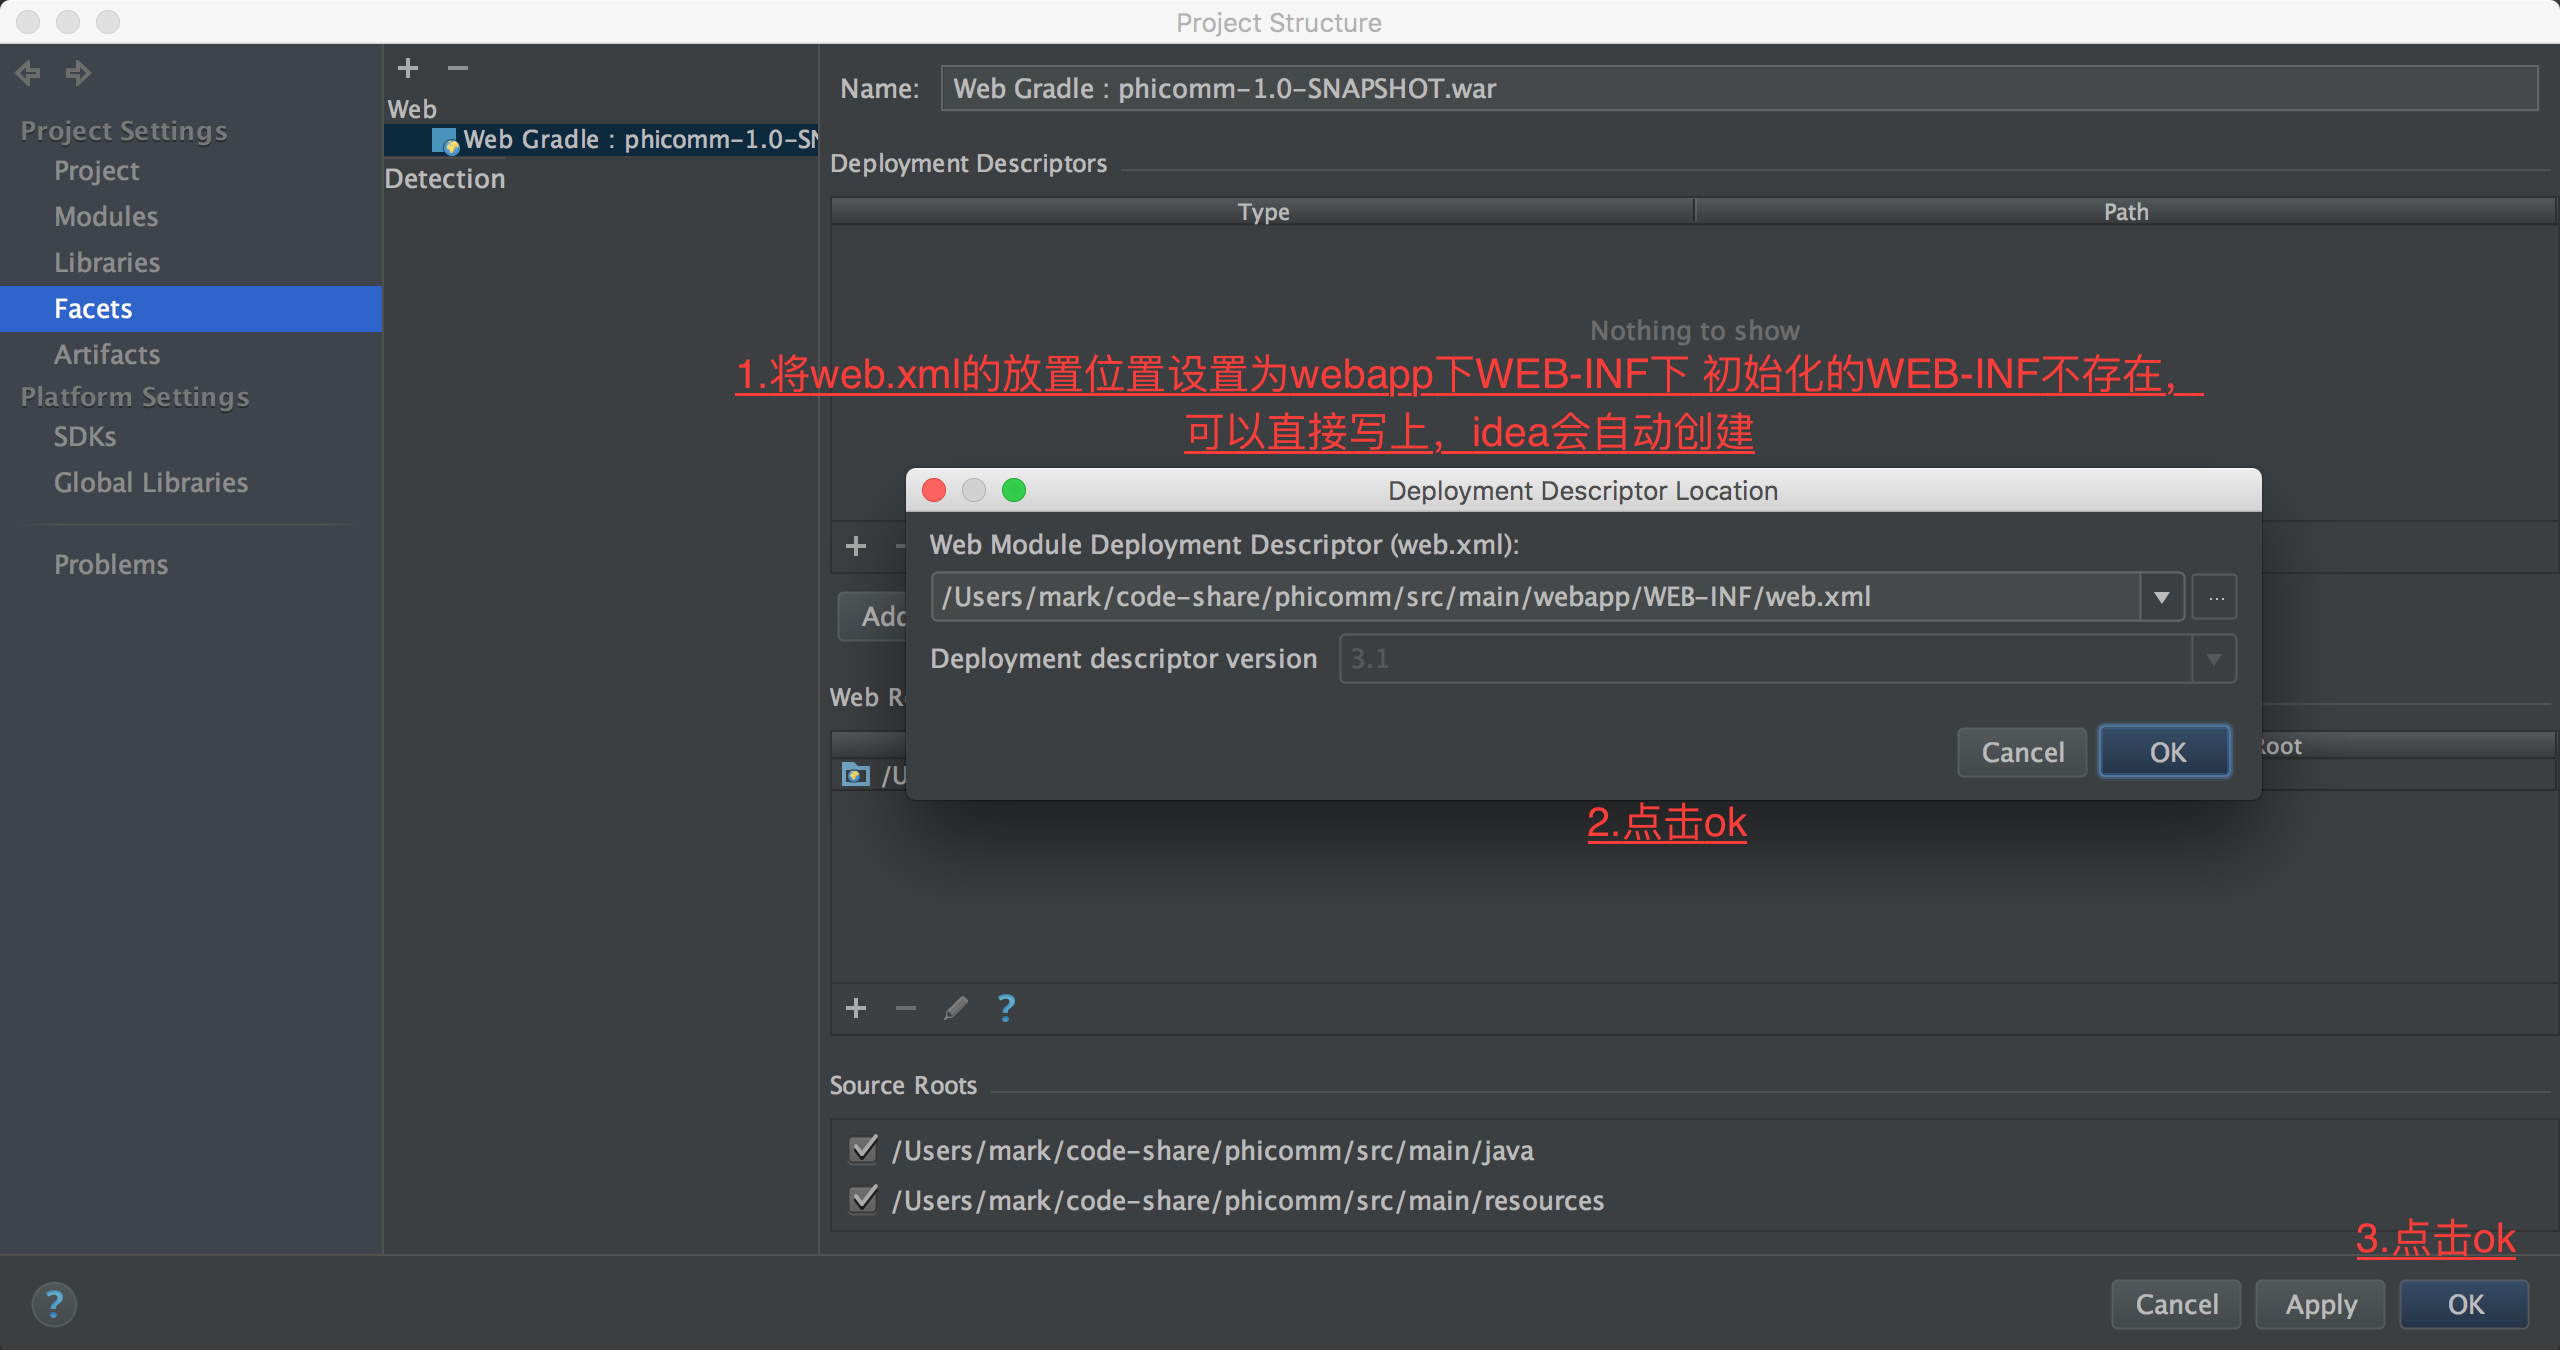 Project Structure
Project Settings
Project
Modules
Libraries
Facets
Artifacts
Platform Settings
SDKs
Global Libraries
Problems
Web
Web Gradle : phicomm-1.0-SN
Detection
Name: Web Gradle : phicomm-1.0-SNAPSHOT.war
Deployment Descriptors
Type Path
Nothing to show
1.将web.xml的放置位置设置为webapp下WEB-INF下 初始化的WEB-INF不存在，
可以直接写上，idea会自动创建
Deployment Descriptor Location
Web Module Deployment Descriptor (web.xml):
/Users/mark/code-share/phicomm/src/main/webapp/WEB-INF/web.xml ...
Deployment descriptor version 3.1
Cancel OK
Add
Web R
oot
/U
2.点击ok
?
Source Roots
/Users/mark/code-share/phicomm/src/main/java
/Users/mark/code-share/phicomm/src/main/resources
3.点击ok
? Cancel Apply OK